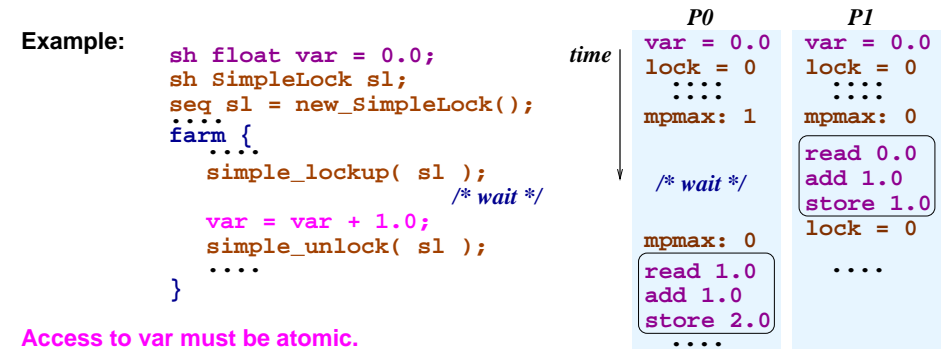 Example:
sh float var = 0.0;
sh SimpleLock sl;
seq sl = new_SimpleLock();
....
farm {
....
simple_lockup( sl );
/* wait */
var = var + 1.0;
simple_unlock( sl );
....
}
Access to var must be atomic.
time
P0
var = 0.0
lock = 0
....
....
mpmax: 1
/* wait */
mpmax: 0
read 1.0
add 1.0
store 2.0
....
P1
var = 0.0
lock = 0
....
....
mpmax: 0
read 0.0
add 1.0
store 1.0
lock = 0
....